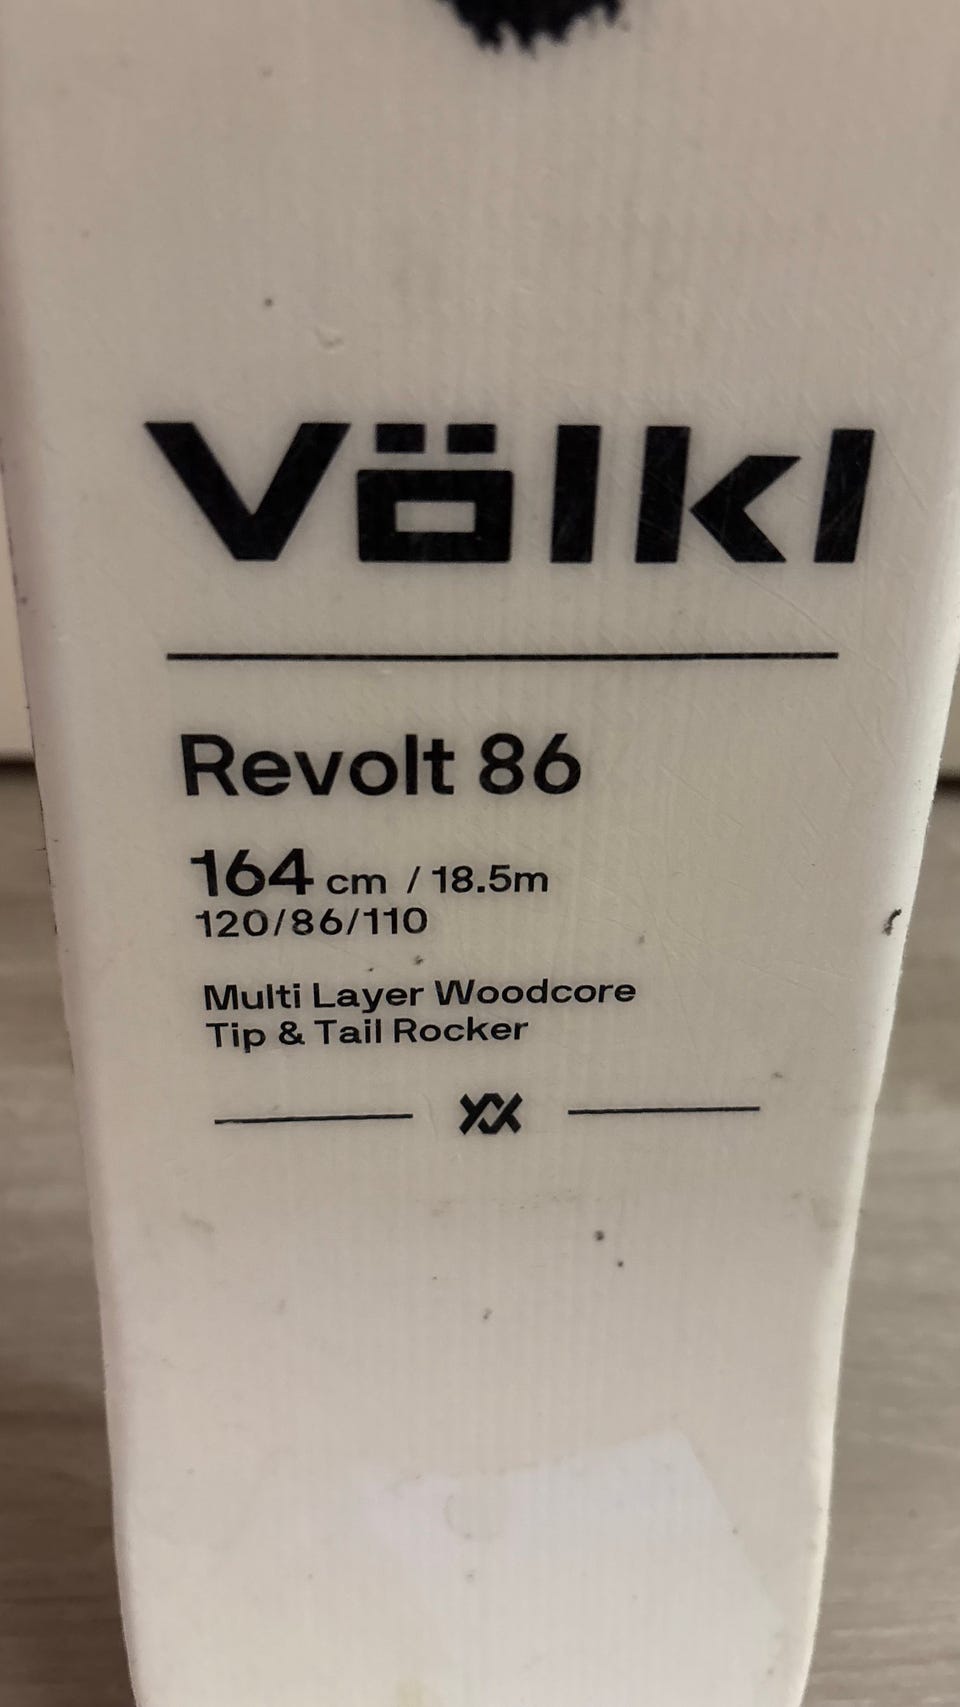 Völkl
Revolt 86
164 cm / 18.5m
120/86/110
Multi Layer Woodcore
Tip & Tail Rocker